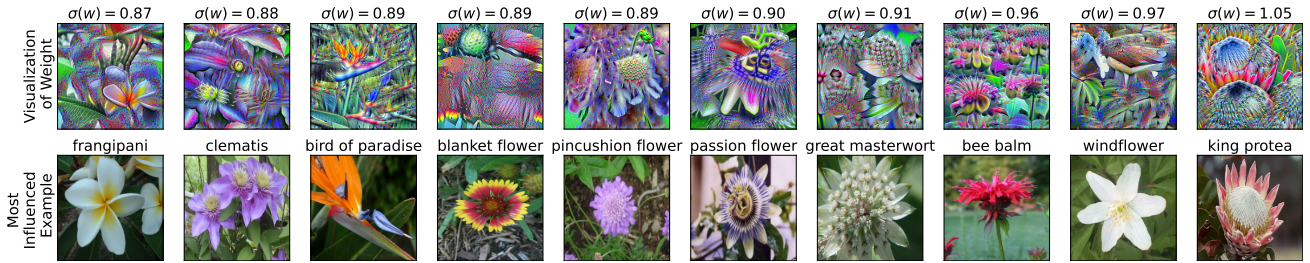 σ(w) = 0.87 σ(w) = 0.88 σ(w) = 0.89 σ(w) = 0.89 σ(w) = 0.89 σ(w) = 0.90 σ(w) = 0.91 σ(w) = 0.96 σ(w) = 0.97 σ(w) = 1.05
Visualization
of Weight
frangipani clematis bird of paradise blanket flower pincushion flower passion flower great masterwort bee balm windflower king protea
Most
Influenced
Example